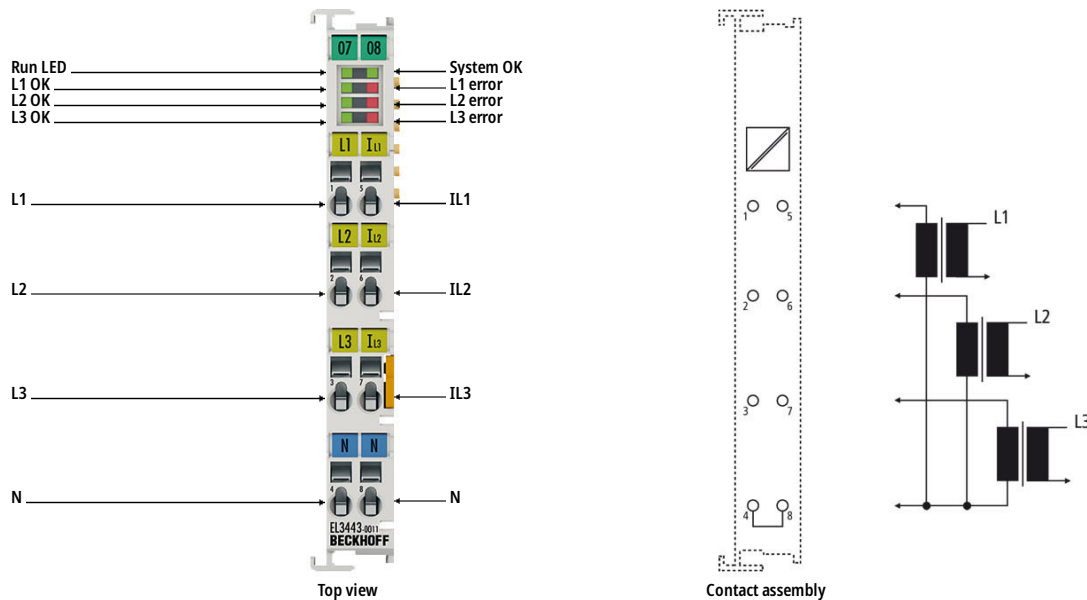 07 08
Run LED
System OK
L1 OK
L1 error
L2 OK
L2 error
L3 OK
L3 error
L1 IL1
1 5
L1
IL1
L2 IL2
2 6
L2
IL2
L3 IL3
3 7
L3
IL3
N N
4 8
N
N
EL3443-0011
BECKHOFF
Top view
1 5
2 6
3 7
4 8
Contact assembly
L1
L2
L3